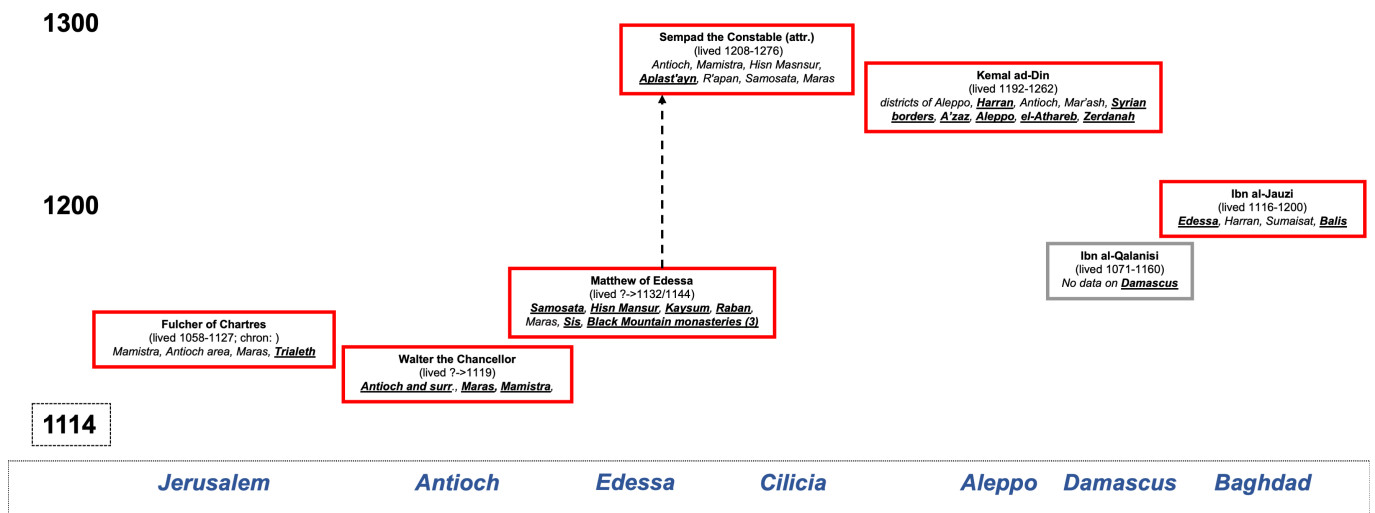 1300
Sempad the Constable (attr.)
(lived 1208-1276)
Antioch, Mamistra, Hisn Masnsur,
Aplast'ayn, R'apan, Samosata, Maras
Kemal ad-Din
(lived 1192-1262)
districts of Aleppo, Harran, Antioch, Mar'ash, Syrian
borders, A'zaz, Aleppo, el-Athareb, Zerdanah
1200
Ibn al-Jauzi
(lived 1116-1200)
Edessa, Harran, Sumaisat, Balis
Ibn al-Qalanisi
(lived 1071-1160)
No data on Damascus
Matthew of Edessa
(lived ?->1132/1144)
Samosata, Hisn Mansur, Kaysum, Raban,
Maras, Sis, Black Mountain monasteries (3)
Fulcher of Chartres
(lived 1058-1127; chron: )
Mamistra, Antioch area, Maras, Trialeth
Walter the Chancellor
(lived ?->1119)
Antioch and surr., Maras, Mamistra,
1114
Jerusalem
Antioch
Edessa
Cilicia
Aleppo
Damascus
Baghdad